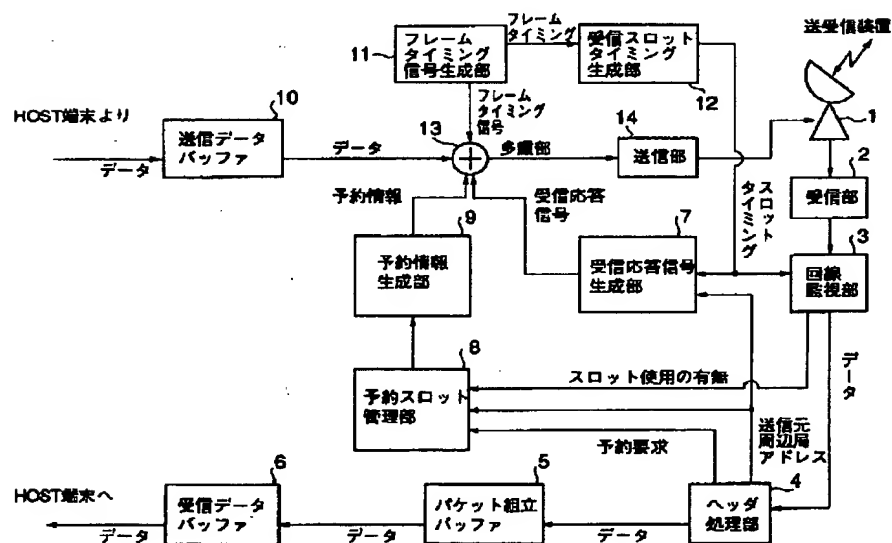 フレーム
タイミング
送受信装置
11
フレーム
タイミング
信号生成部
受信スロット
タイミング
生成部
12
フレーム
タイミング
信号
10
HOST端末より
送信データ
バッファ
データ
データ
13
多重部
14
送信部
1
2
受信部
予約情報
受信応答
信号
スロット
タイミング
9
予約情報
生成部
7
受信応答信号
生成部
3
回線
監視部
8
予約スロット
管理部
スロット使用の有無
データ
予約要求
送信元
周辺局
アドレス
HOST端末へ
6
受信データ
バッファ
5
パケット組立
バッファ
4
ヘッダ
処理部
データ
データ
データ